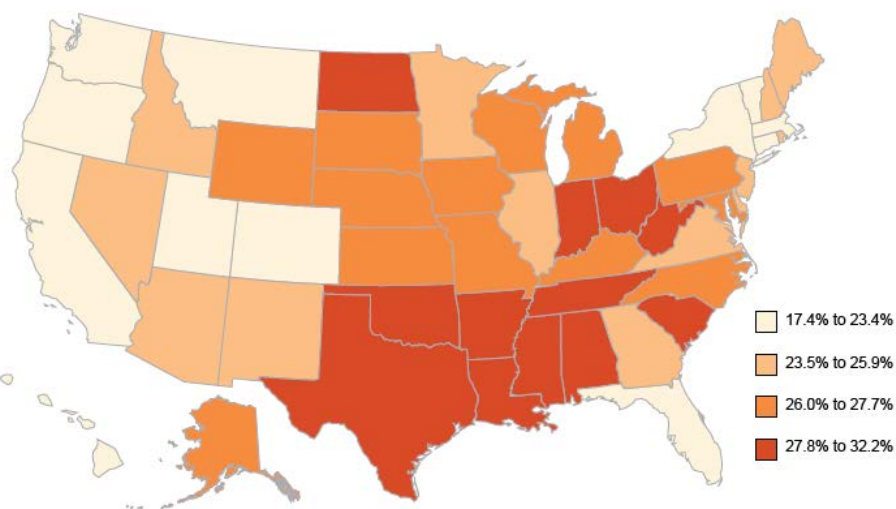 17.4% to 23.4%
23.5% to 25.9%
26.0% to 27.7%
27.8% to 32.2%